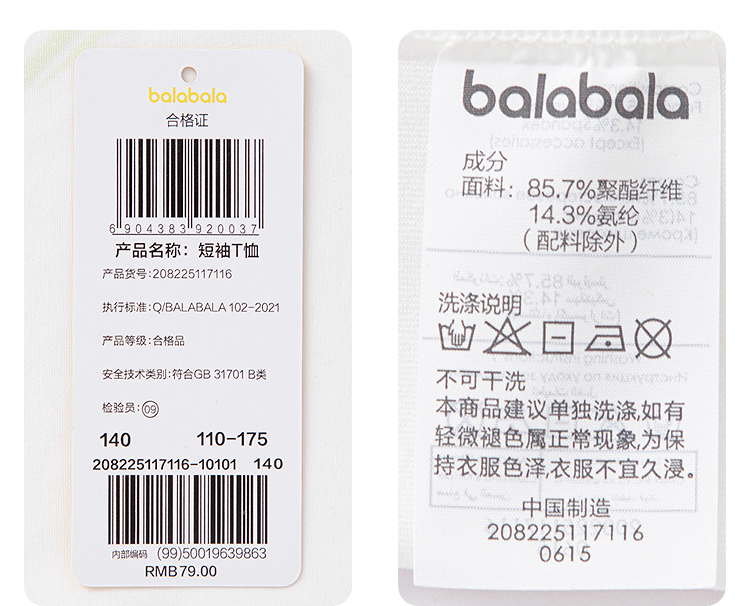 balabala
合格证
6 904383 920037
产品名称：短袖T恤
产品货号:208225117116
执行标准:Q/BALABALA 102-2021
产品等级:合格品
安全技术类别:符合GB 31701 B类
检验员:09
140 110-175
208225117116-10101 140
内部编码 (99)50019639863
RMB79.00
balabala
成分
面料：85.7%聚酯纤维
14.3%氨纶
（配料除外）
洗涤说明
不可干洗
本商品建议单独洗涤,如有
轻微褪色属正常现象,为保
持衣服色泽,衣服不宜久浸。
中国制造
208225117116
0615